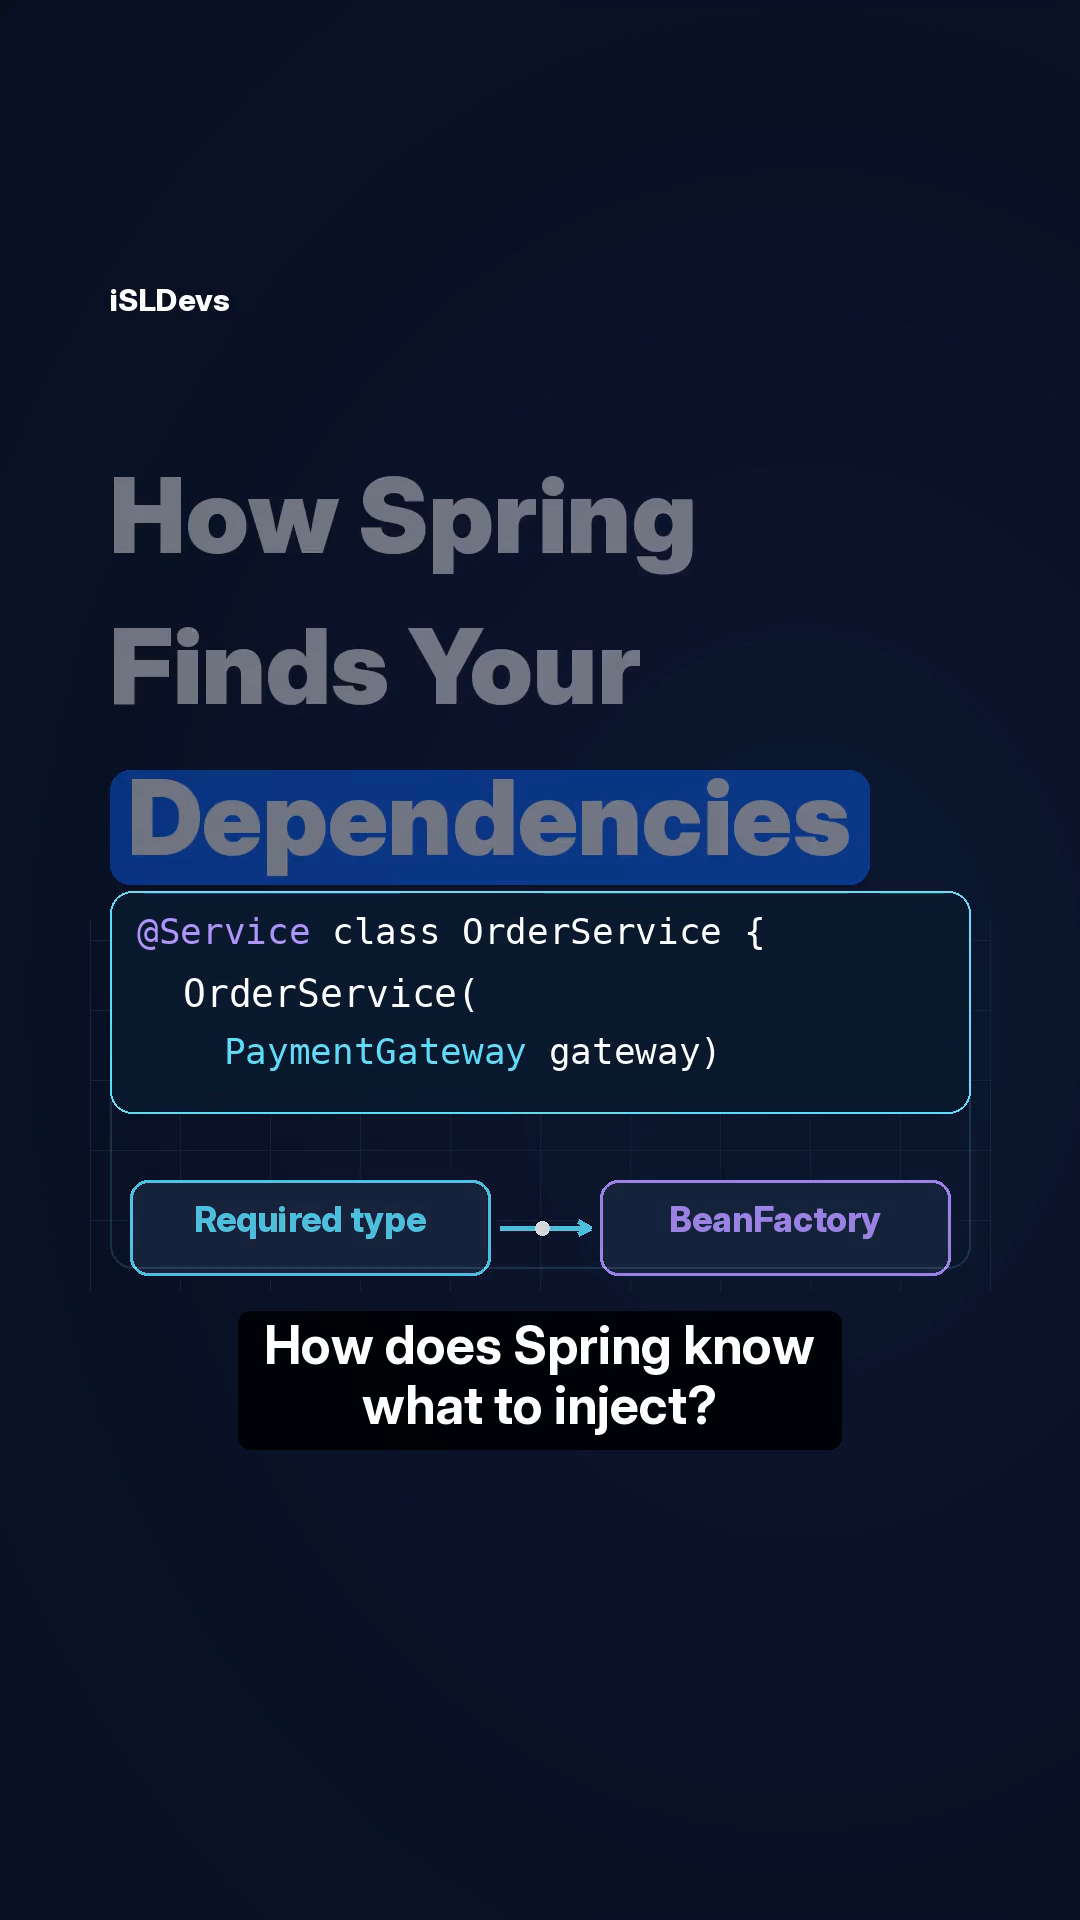 iSLDevs
How Spring
Finds Your
Dependencies
@Service class OrderService {
OrderService(
PaymentGateway gateway)
Required type
BeanFactory
How does Spring know
what to inject?